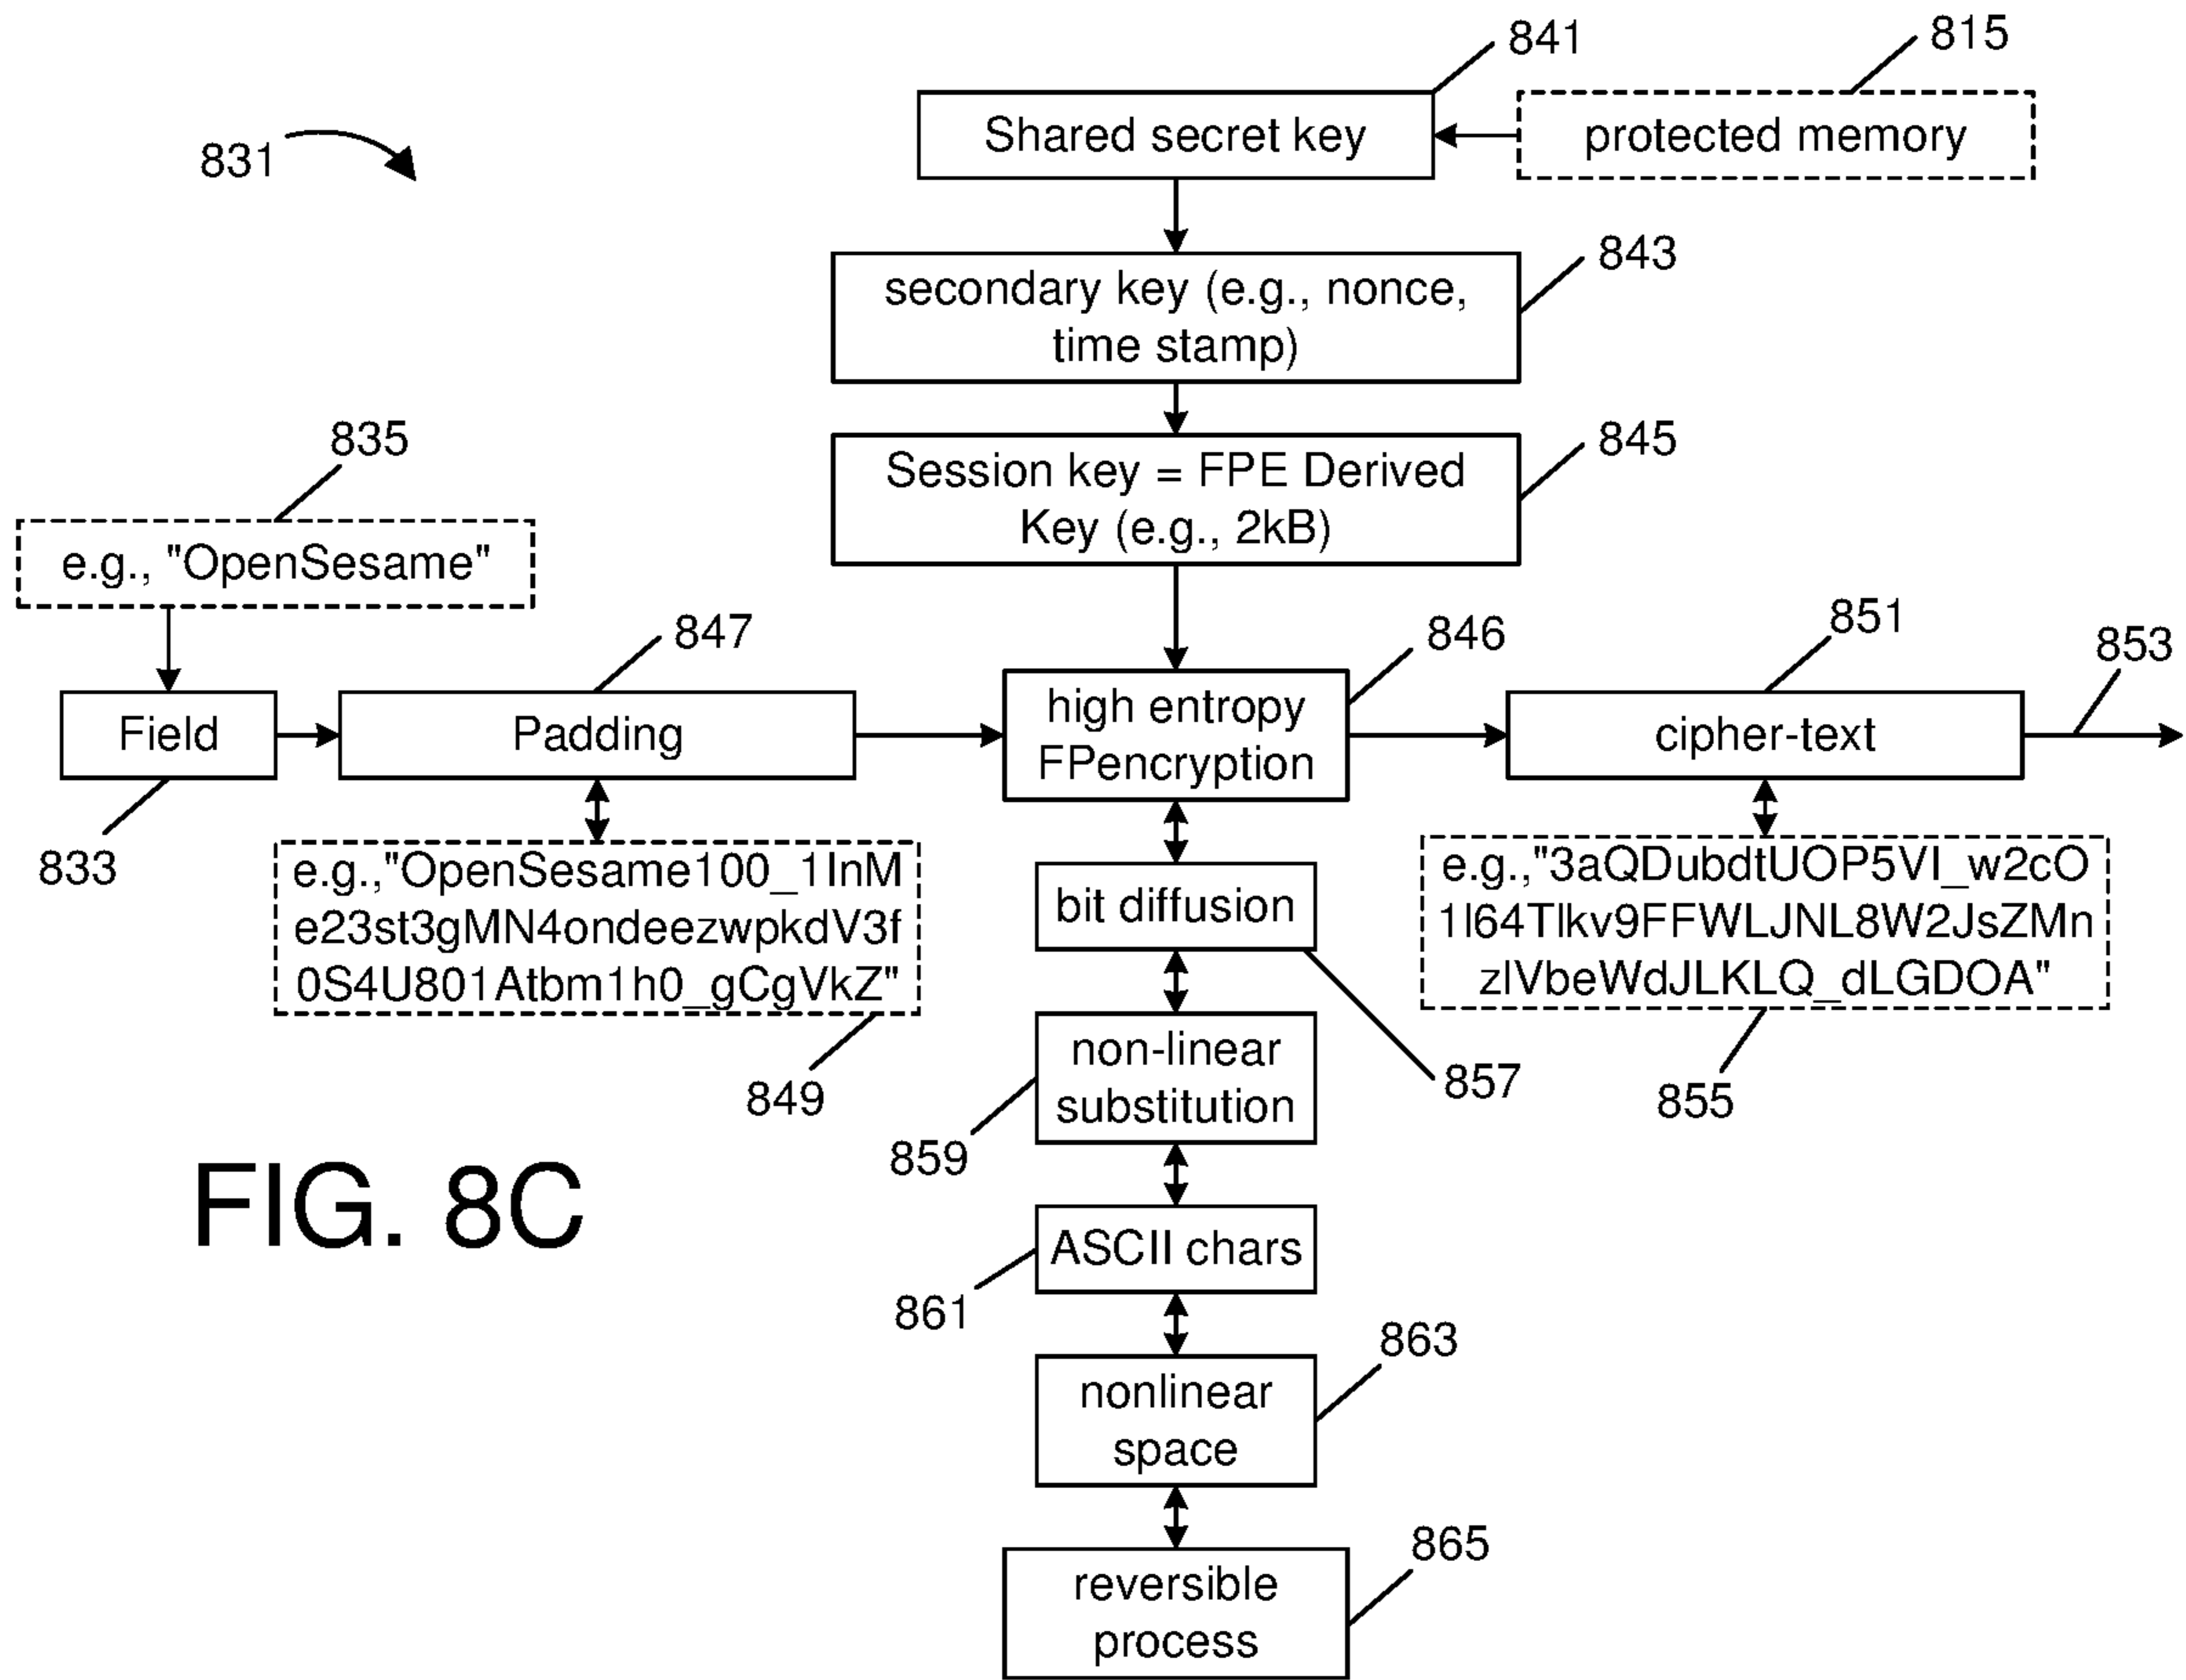 841
815
Shared secret key
protected memory
831
843
secondary key (e.g., nonce,
time stamp)
835
845
Session key = FPE Derived
Key (e.g., 2kB)
e.g., "OpenSesame"
847
846
851
853
Field
Padding
high entropy
FPencryption
cipher-text
833
e.g.,"OpenSesame100_1InM
e23st3gMN4ondeezwpkdV3f
0S4U801Atbm1h0_gCgVkZ"
849
bit diffusion
857
e.g.,"3aQDubdtUOP5VI_w2cO
1l64Tlkv9FFWLJNL8W2JsZMn
zlVbeWdJLKLQ_dLGDOA"
855
non-linear
substitution
859
FIG. 8C
ASCII chars
861
863
nonlinear
space
865
reversible
process